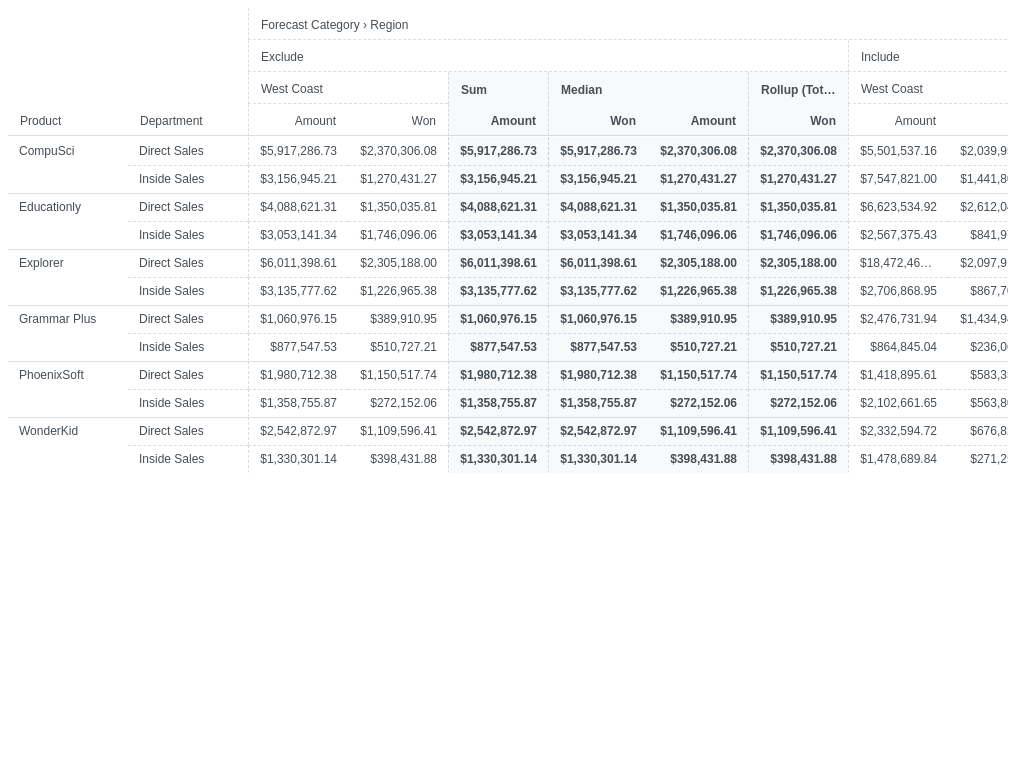 Forecast Category › Region
Exclude Include
West Coast Sum Median Rollup (Tot… West Coast
Product Department Amount Won Amount Won Amount Won Amount
CompuSci Direct Sales $5,917,286.73 $2,370,306.08 $5,917,286.73 $5,917,286.73 $2,370,306.08 $2,370,306.08 $5,501,537.16 $2,039,9
Inside Sales $3,156,945.21 $1,270,431.27 $3,156,945.21 $3,156,945.21 $1,270,431.27 $1,270,431.27 $7,547,821.00 $1,441,8
Educationly Direct Sales $4,088,621.31 $1,350,035.81 $4,088,621.31 $4,088,621.31 $1,350,035.81 $1,350,035.81 $6,623,534.92 $2,612,0
Inside Sales $3,053,141.34 $1,746,096.06 $3,053,141.34 $3,053,141.34 $1,746,096.06 $1,746,096.06 $2,567,375.43 $841,9
Explorer Direct Sales $6,011,398.61 $2,305,188.00 $6,011,398.61 $6,011,398.61 $2,305,188.00 $2,305,188.00 $18,472,46… $2,097,9
Inside Sales $3,135,777.62 $1,226,965.38 $3,135,777.62 $3,135,777.62 $1,226,965.38 $1,226,965.38 $2,706,868.95 $867,7
Grammar Plus Direct Sales $1,060,976.15 $389,910.95 $1,060,976.15 $1,060,976.15 $389,910.95 $389,910.95 $2,476,731.94 $1,434,9
Inside Sales $877,547.53 $510,727.21 $877,547.53 $877,547.53 $510,727.21 $510,727.21 $864,845.04 $236,0
PhoenixSoft Direct Sales $1,980,712.38 $1,150,517.74 $1,980,712.38 $1,980,712.38 $1,150,517.74 $1,150,517.74 $1,418,895.61 $583,3
Inside Sales $1,358,755.87 $272,152.06 $1,358,755.87 $1,358,755.87 $272,152.06 $272,152.06 $2,102,661.65 $563,8
WonderKid Direct Sales $2,542,872.97 $1,109,596.41 $2,542,872.97 $2,542,872.97 $1,109,596.41 $1,109,596.41 $2,332,594.72 $676,8
Inside Sales $1,330,301.14 $398,431.88 $1,330,301.14 $1,330,301.14 $398,431.88 $398,431.88 $1,478,689.84 $271,2